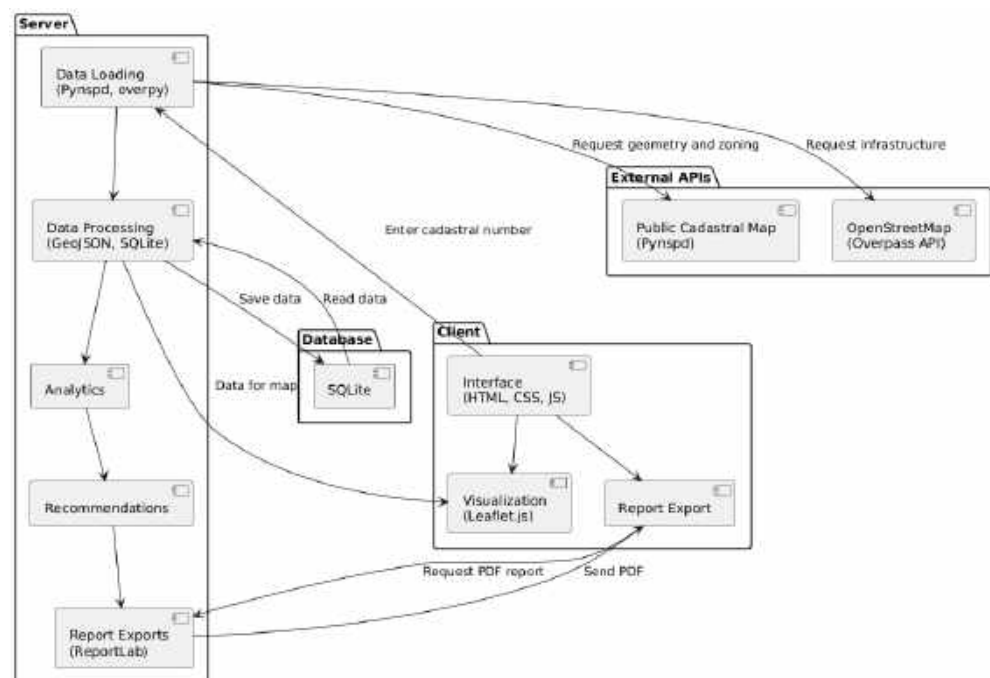 Server
Data Loading
(Pynspd, overpy)
Request geometry and zoning
Request infrastructure
External APIs
Public Cadastral Map
(Pynspd)
OpenStreetMap
(Overpass API)
Data Processing
(GeoJSON, SQLite)
Enter cadastral number
Save data
Read data
Database
SQLite
Client
Interface
(HTML, CSS, JS)
Data for map
Analytics
Recommendations
Visualization
(Leaflet.js)
Report Export
Request PDF report
Send PDF
Report Exports
(ReportLab)